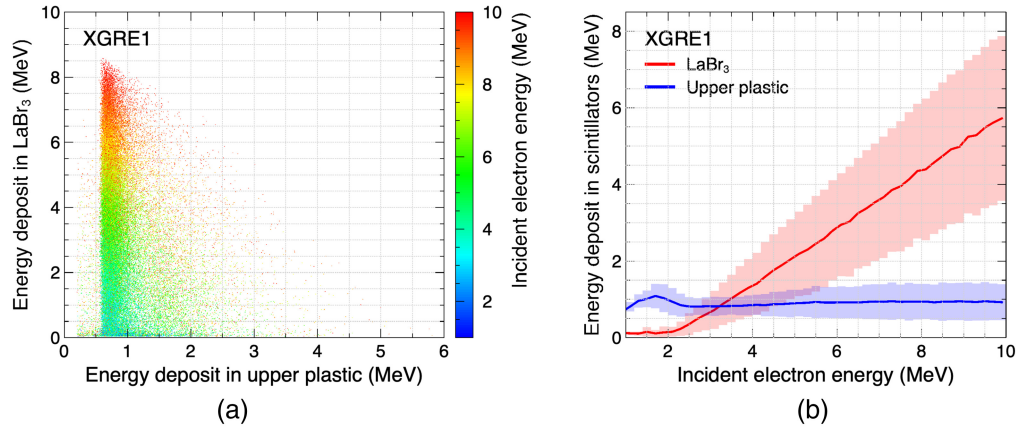 XGRE1
Energy deposit in LaBr₃ (MeV)
10
8
6
4
2
0
0 1 2 3 4 5 6
Energy deposit in upper plastic (MeV)
10
8
6
4
2
Incident electron energy (MeV)
(a)
XGRE1
LaBr₃
Upper plastic
Energy deposit in scintillators (MeV)
8
6
4
2
0
2 4 6 8 10
Incident electron energy (MeV)
(b)